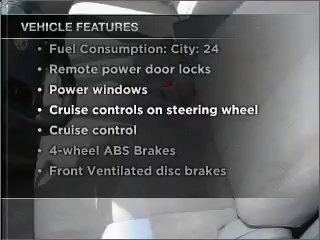 VEHICLE FEATURES
• Fuel Consumption: City: 24
• Remote power door locks
• Power windows
• Cruise controls on steering wheel
• Cruise control
• 4-wheel ABS Brakes
• Front Ventilated disc brakes